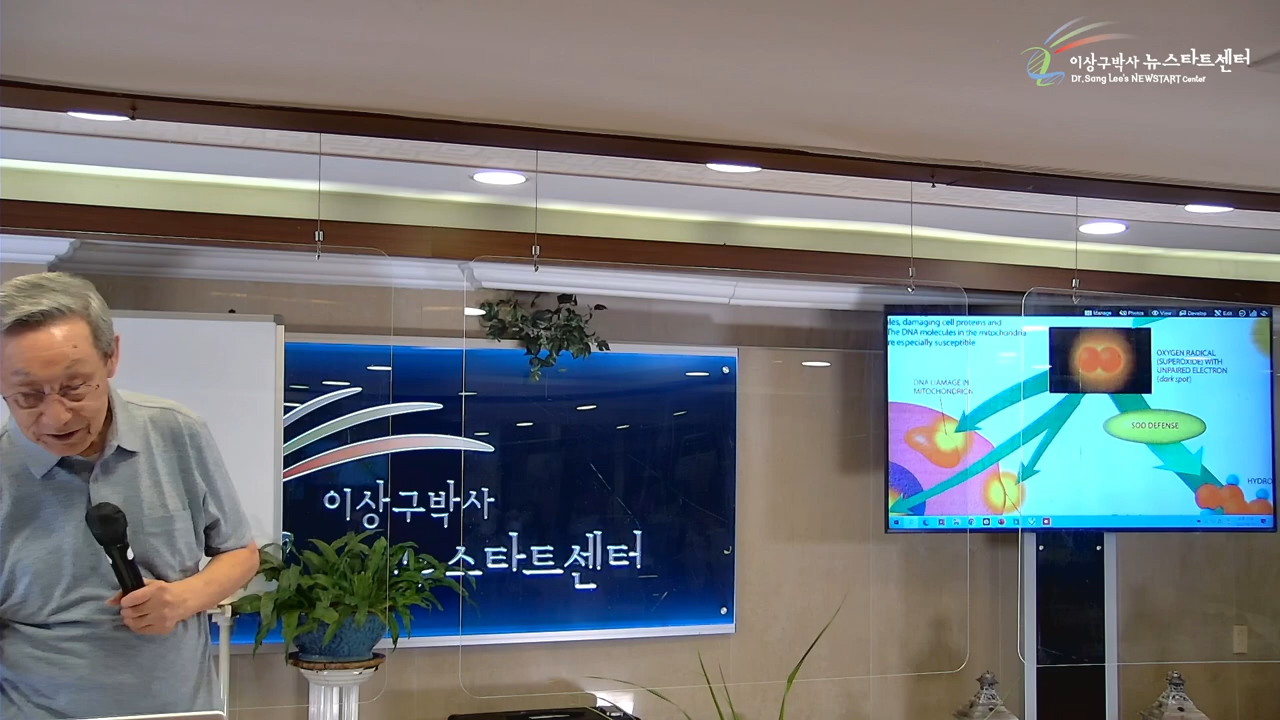 이상구박사 뉴스타트센터
Dr. Sang Lee's NEWSTART Center
이상구박사
스타트센터
Manage Photos View Develop Edit
les, damaging cell proteins and
The DNA molecules in the mitochondria
re especially susceptible
DNA DAMAGE IN
MITOCHONDRION
OXYGEN RADICAL
(SUPEROXIDE) WITH
UNPAIRED ELECTRON
(dark spot)
SOD DEFENSE
HYDRO